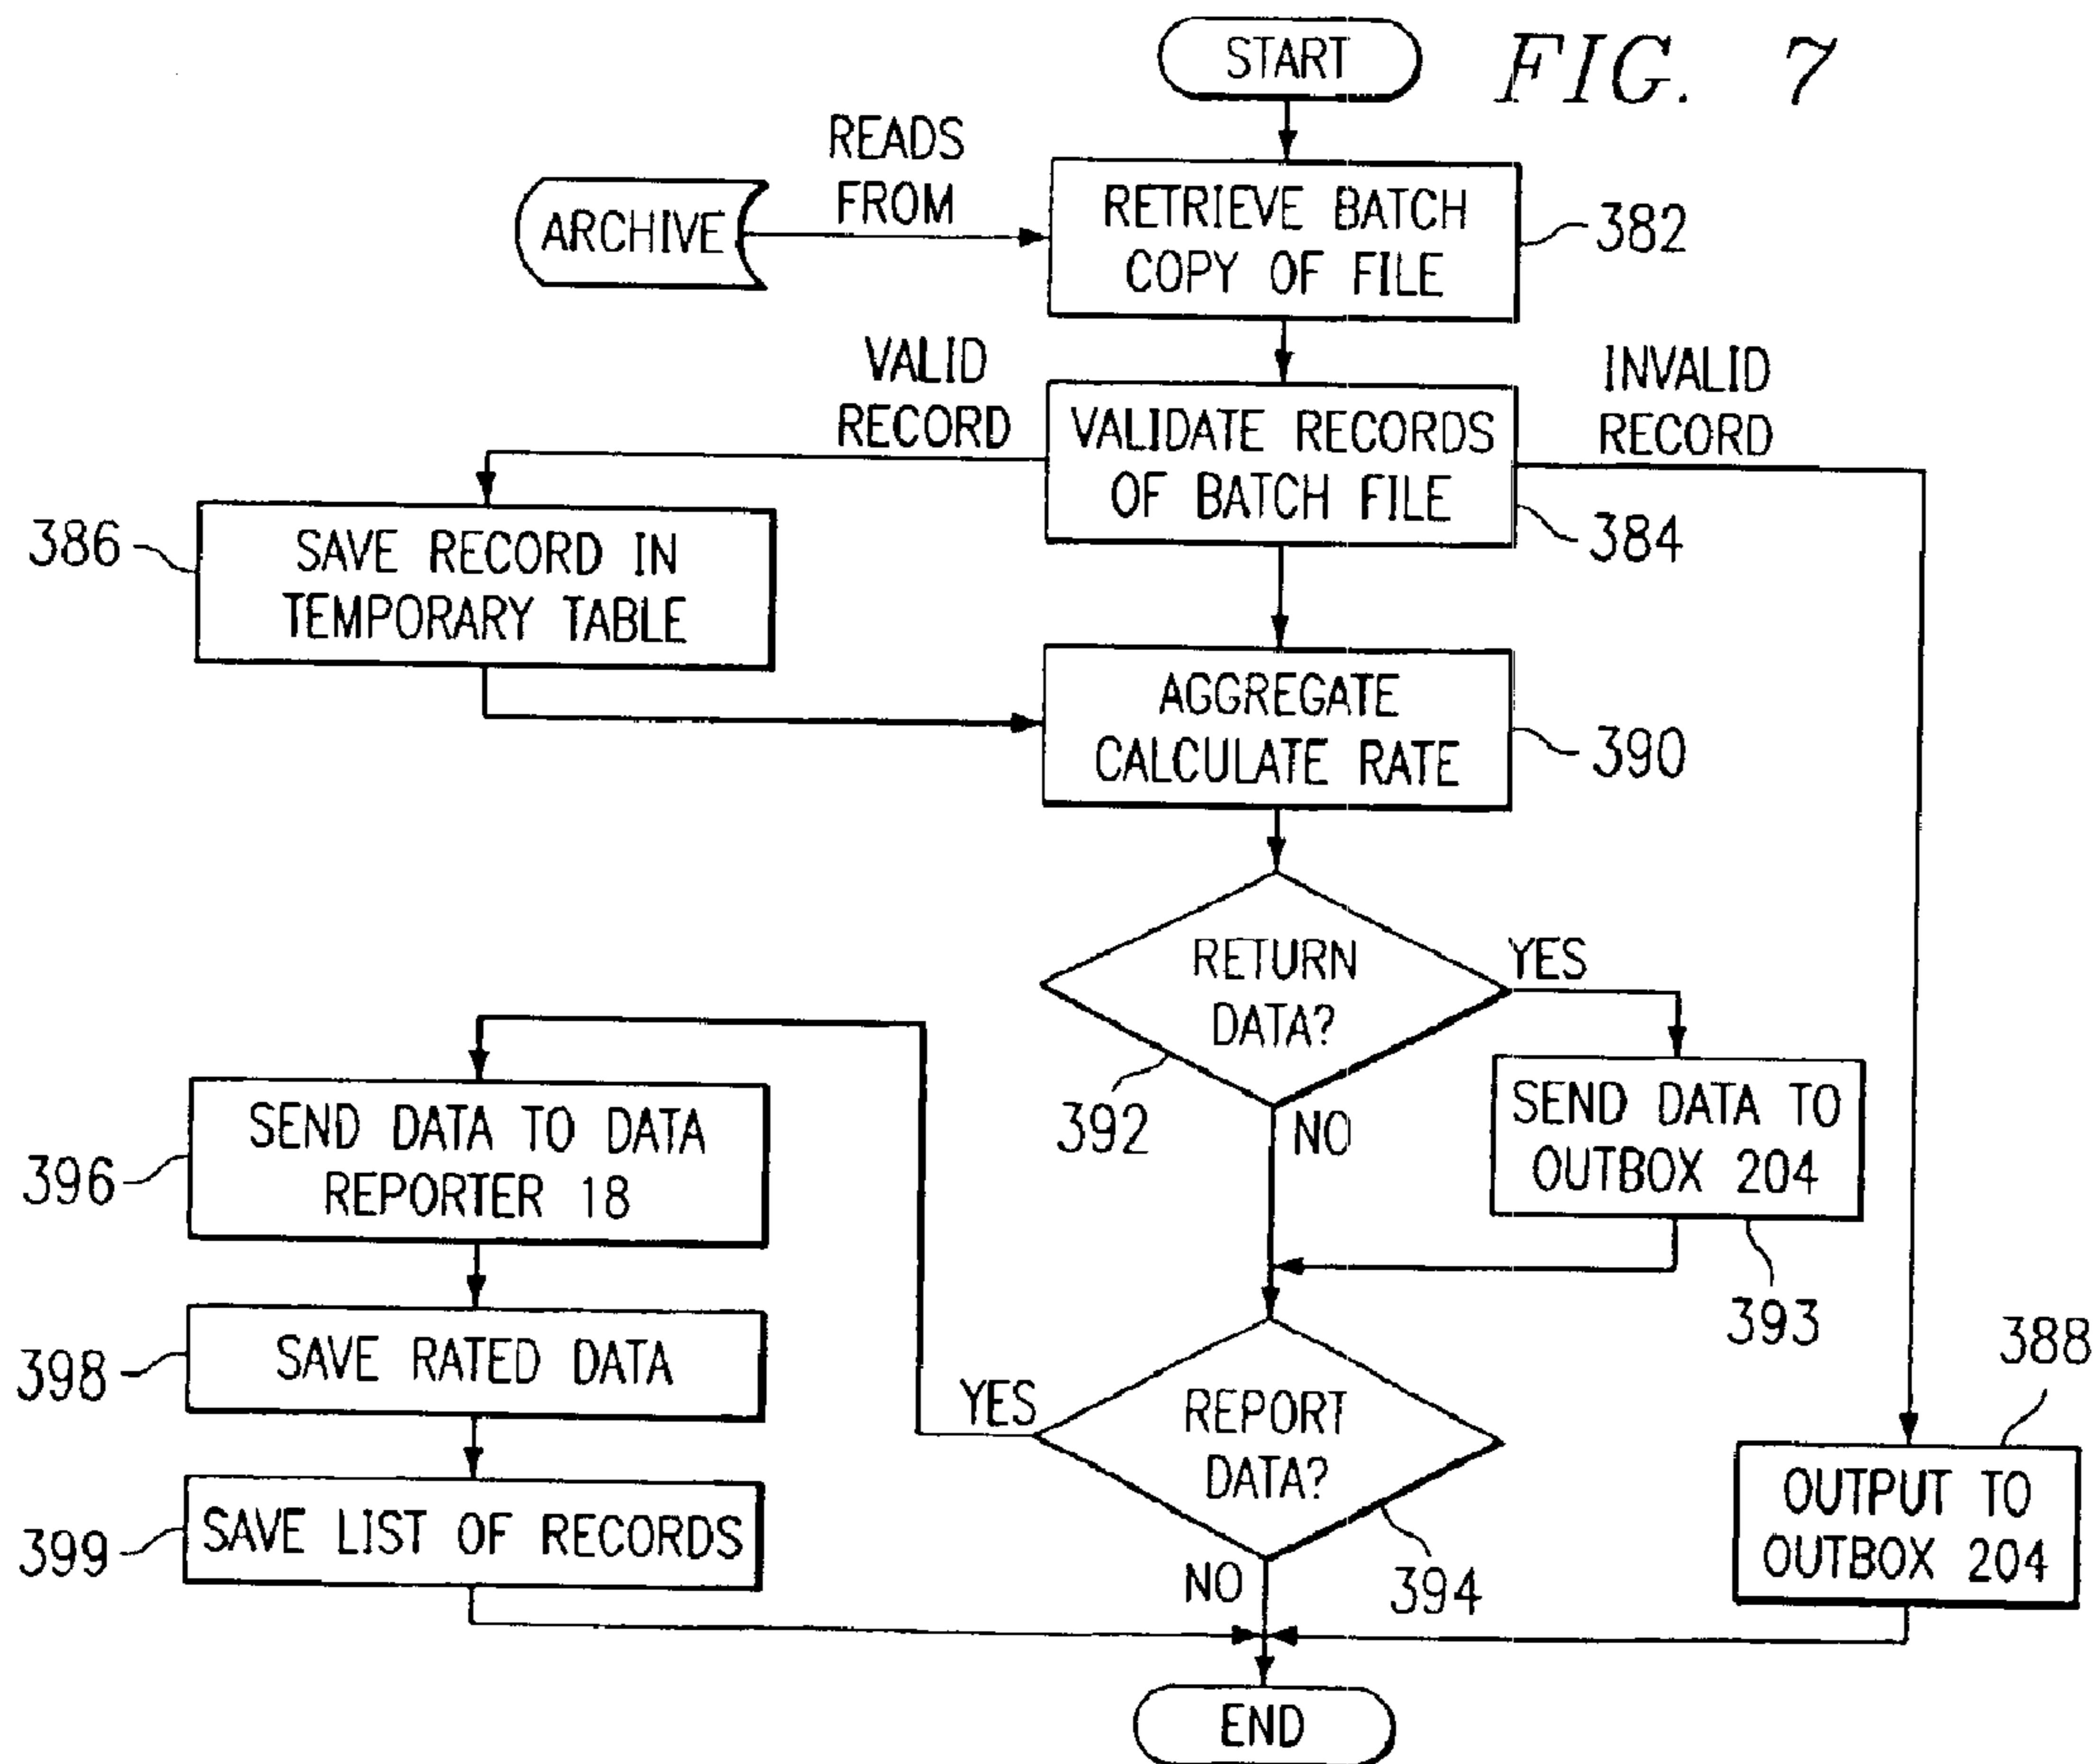 START
FIG. 7
READS
FROM
ARCHIVE
RETRIEVE BATCH
COPY OF FILE
382
VALID
RECORD
VALIDATE RECORDS
OF BATCH FILE
INVALID
RECORD
384
386
SAVE RECORD IN
TEMPORARY TABLE
AGGREGATE
CALCULATE RATE
390
RETURN
DATA?
YES
392
NO
SEND DATA TO
OUTBOX 204
393
SEND DATA TO DATA
REPORTER 18
396
SAVE RATED DATA
398
YES
REPORT
DATA?
388
SAVE LIST OF RECORDS
399
NO
394
OUTPUT TO
OUTBOX 204
END